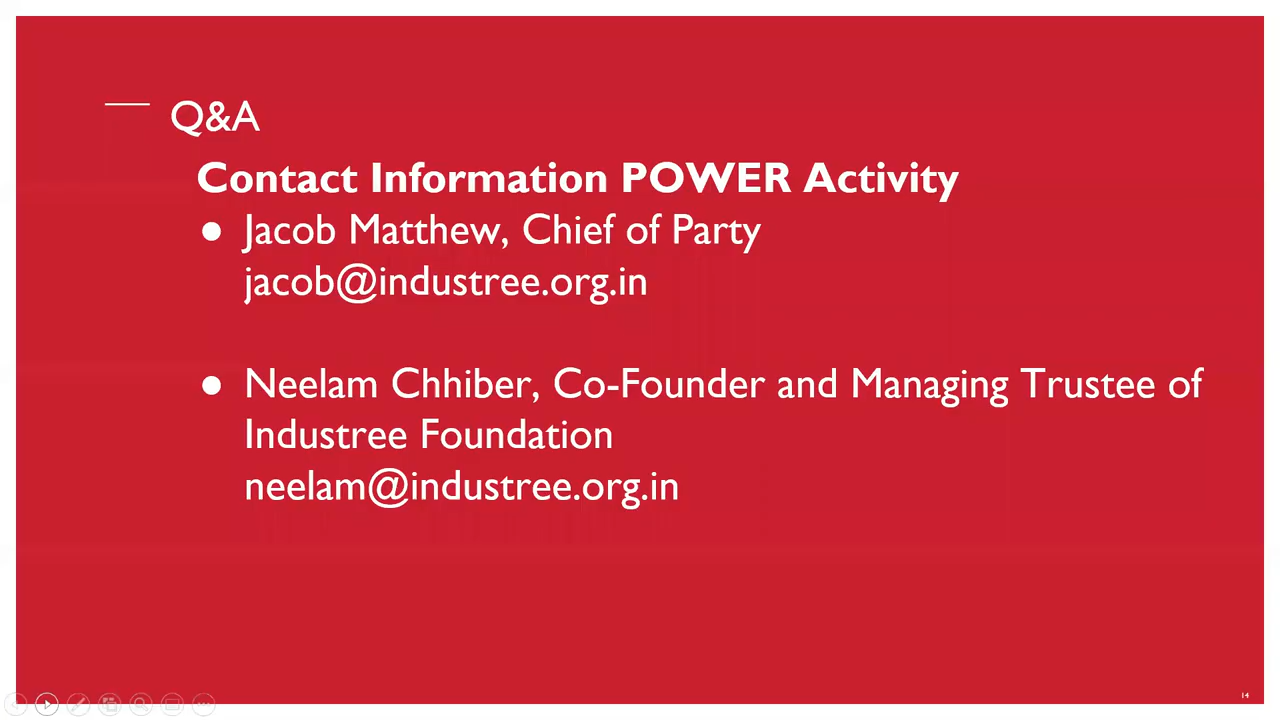 Q&A
Contact Information POWER Activity
● Jacob Matthew, Chief of Party
jacob@industree.org.in
● Neelam Chhiber, Co-Founder and Managing Trustee of
Industree Foundation
neelam@industree.org.in
14